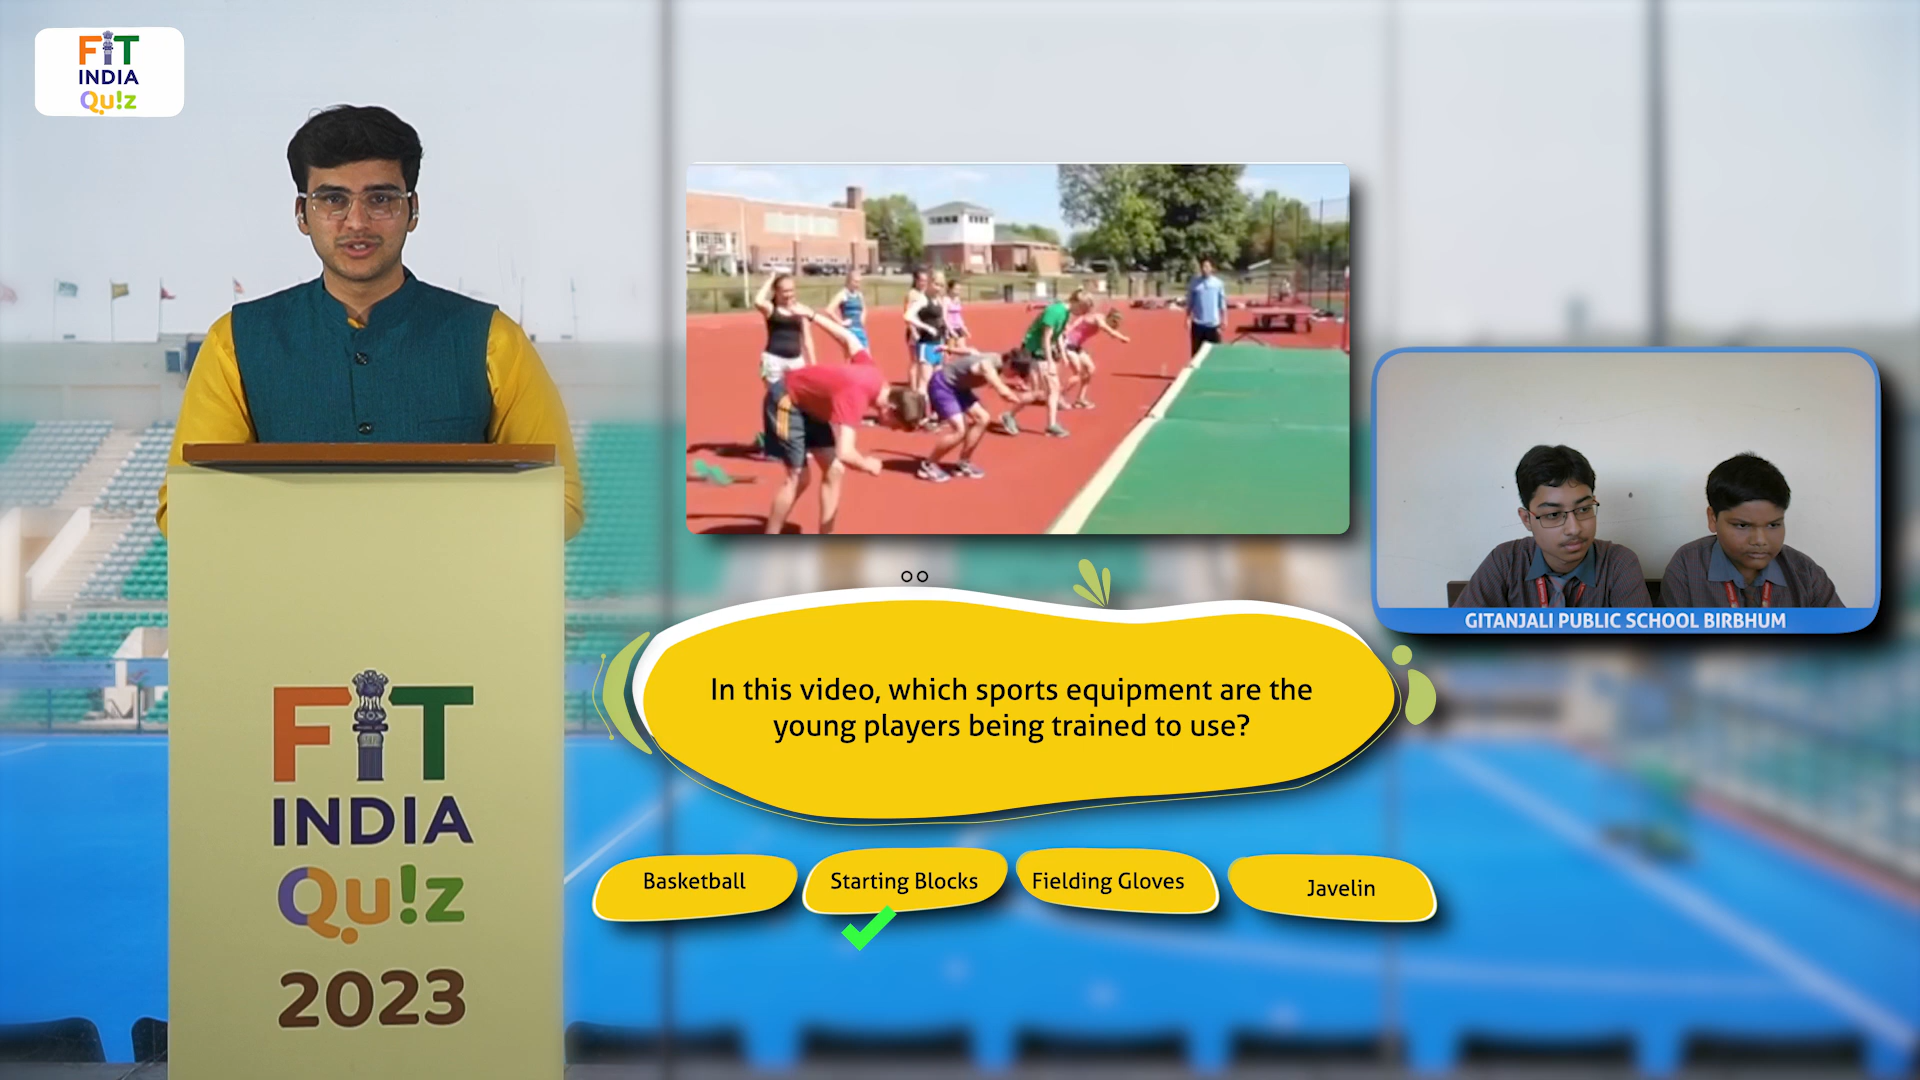 FIT
INDIA
Qu!z
FIT
INDIA
Qu!z
2023
GITANJALI PUBLIC SCHOOL BIRBHUM
In this video, which sports equipment are the
young players being trained to use?
Basketball
Starting Blocks
Fielding Gloves
Javelin